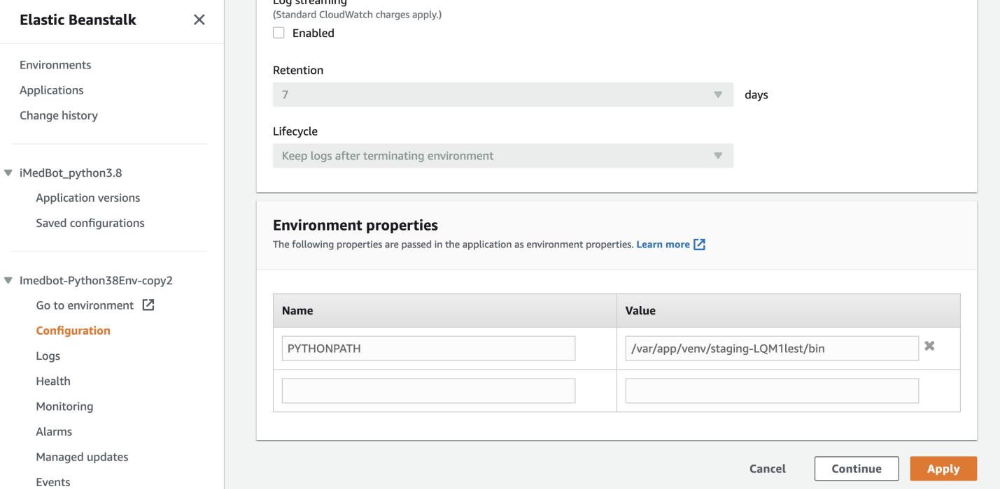 Elastic Beanstalk
Environments
Applications
Change history
iMedBot_python3.8
Application versions
Saved configurations
Imedbot-Python38Env-copy2
Go to environment
Configuration
Logs
Health
Monitoring
Alarms
Managed updates
Events
Log streaming
(Standard CloudWatch charges apply.)
Enabled
Retention
7 days
Lifecycle
Keep logs after terminating environment
Environment properties
The following properties are passed in the application as environment properties. Learn more
Name Value
PYTHONPATH /var/app/venv/staging-LQM1lest/bin
Cancel Continue Apply